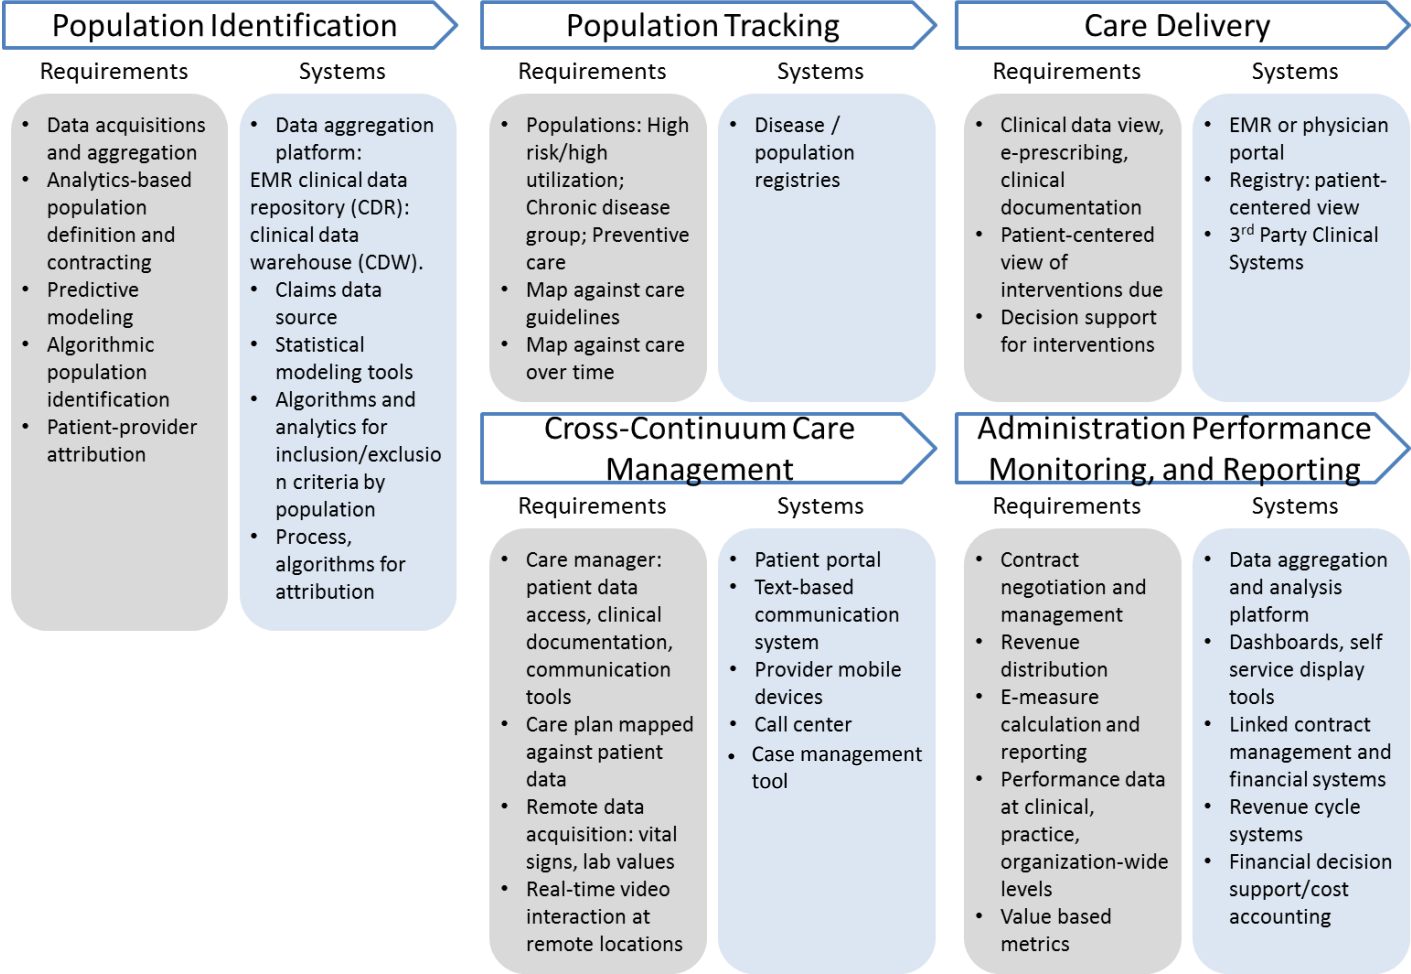 Population Identification
Requirements
• Data acquisitions
and aggregation
• Analytics-based
population
definition and
contracting
• Predictive
modeling
• Algorithmic
population
identification
• Patient-provider
attribution
Systems
• Data aggregation
platform:
EMR clinical data
repository (CDR):
clinical data
warehouse (CDW).
• Claims data
source
• Statistical
modeling tools
• Algorithms and
analytics for
inclusion/exclusio
n criteria by
population
• Process,
algorithms for
attribution
Population Tracking
Requirements
• Populations: High
risk/high
utilization;
Chronic disease
group; Preventive
care
• Map against care
guidelines
• Map against care
over time
Systems
• Disease /
population
registries
Care Delivery
Requirements
• Clinical data view,
e-prescribing,
clinical
documentation
• Patient-centered
view of
interventions due
• Decision support
for interventions
Systems
• EMR or physician
portal
• Registry: patient-
centered view
• 3rd Party Clinical
Systems
Cross-Continuum Care
Management
Requirements
• Care manager:
patient data
access, clinical
documentation,
communication
tools
• Care plan mapped
against patient
data
• Remote data
acquisition: vital
signs, lab values
• Real-time video
interaction at
remote locations
Systems
• Patient portal
• Text-based
communication
system
• Provider mobile
devices
• Call center
• Case management
tool
Administration Performance
Monitoring, and Reporting
Requirements
• Contract
negotiation and
management
• Revenue
distribution
• E-measure
calculation and
reporting
• Performance data
at clinical,
practice,
organization-wide
levels
• Value based
metrics
Systems
• Data aggregation
and analysis
platform
• Dashboards, self
service display
tools
• Linked contract
management and
financial systems
• Revenue cycle
systems
• Financial decision
support/cost
accounting